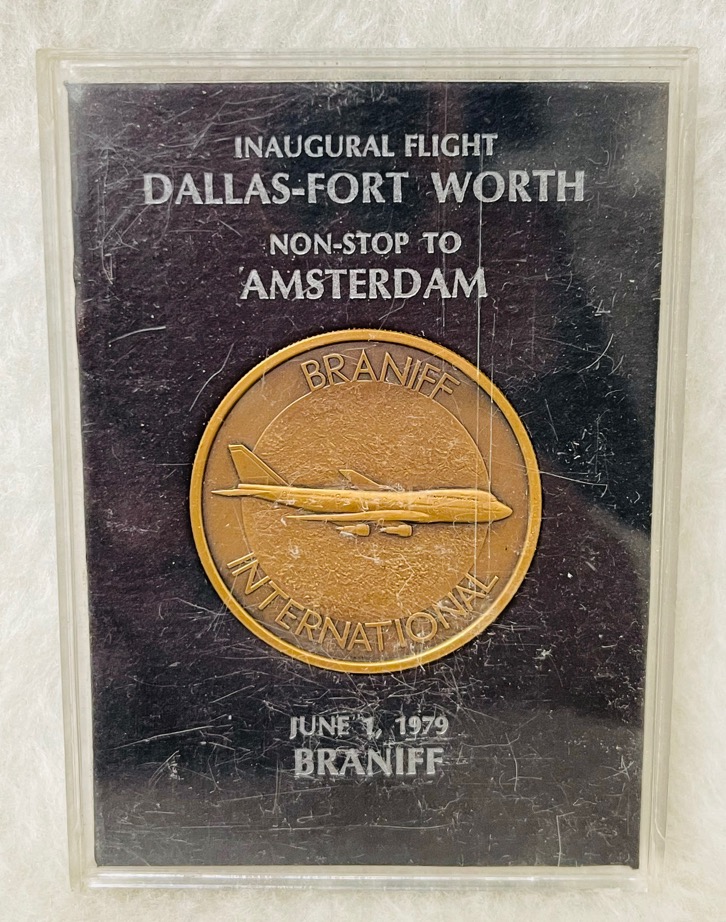 INAUGURAL FLIGHT
DALLAS-FORT WORTH
NON-STOP TO
AMSTERDAM
BRANIFF
INTERNATIONAL
JUNE 1, 1979
BRANIFF